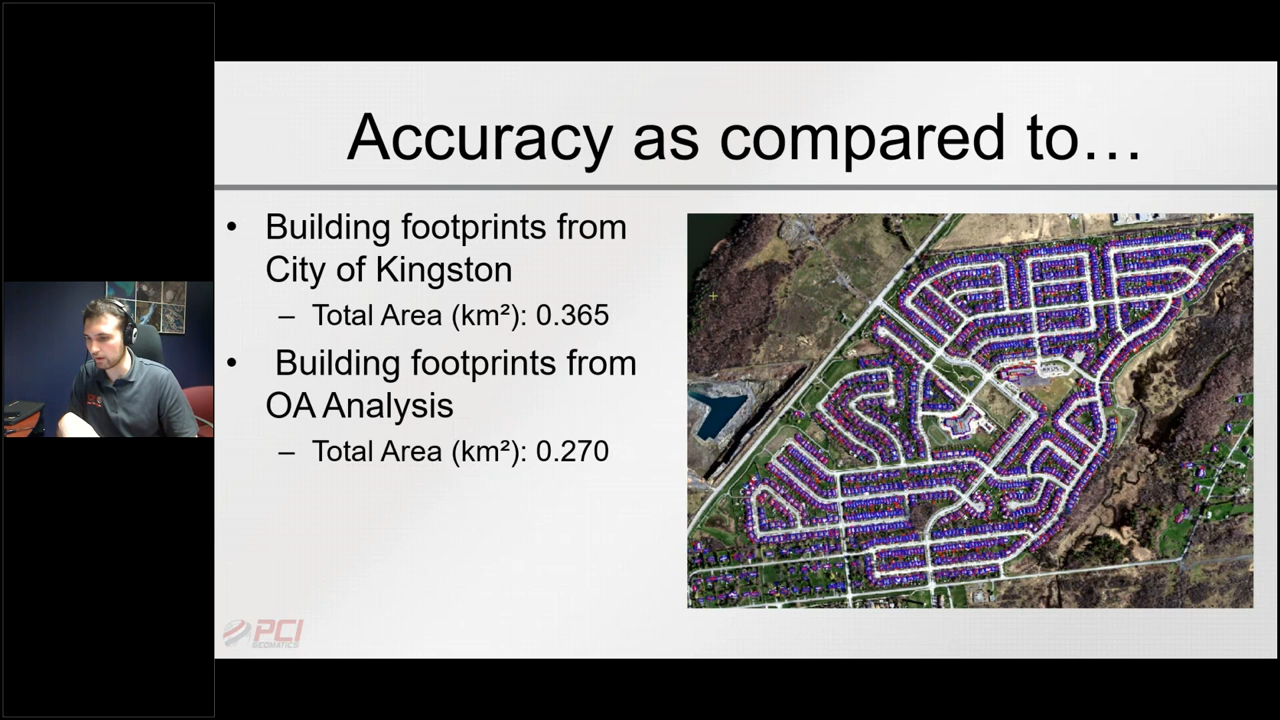 Accuracy as compared to…
• Building footprints from
City of Kingston
– Total Area (km²): 0.365
• Building footprints from
OA Analysis
– Total Area (km²): 0.270
PCI
GEOMATICS